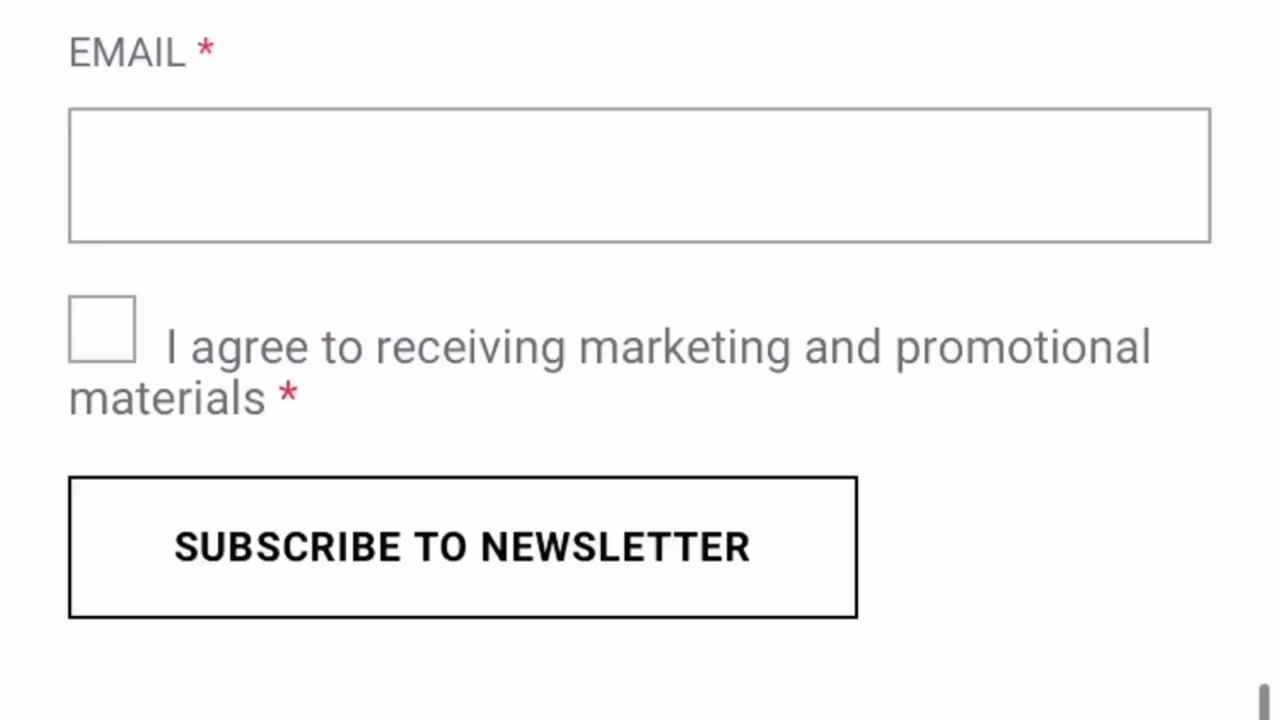 EMAIL *
I agree to receiving marketing and promotional
materials *
SUBSCRIBE TO NEWSLETTER